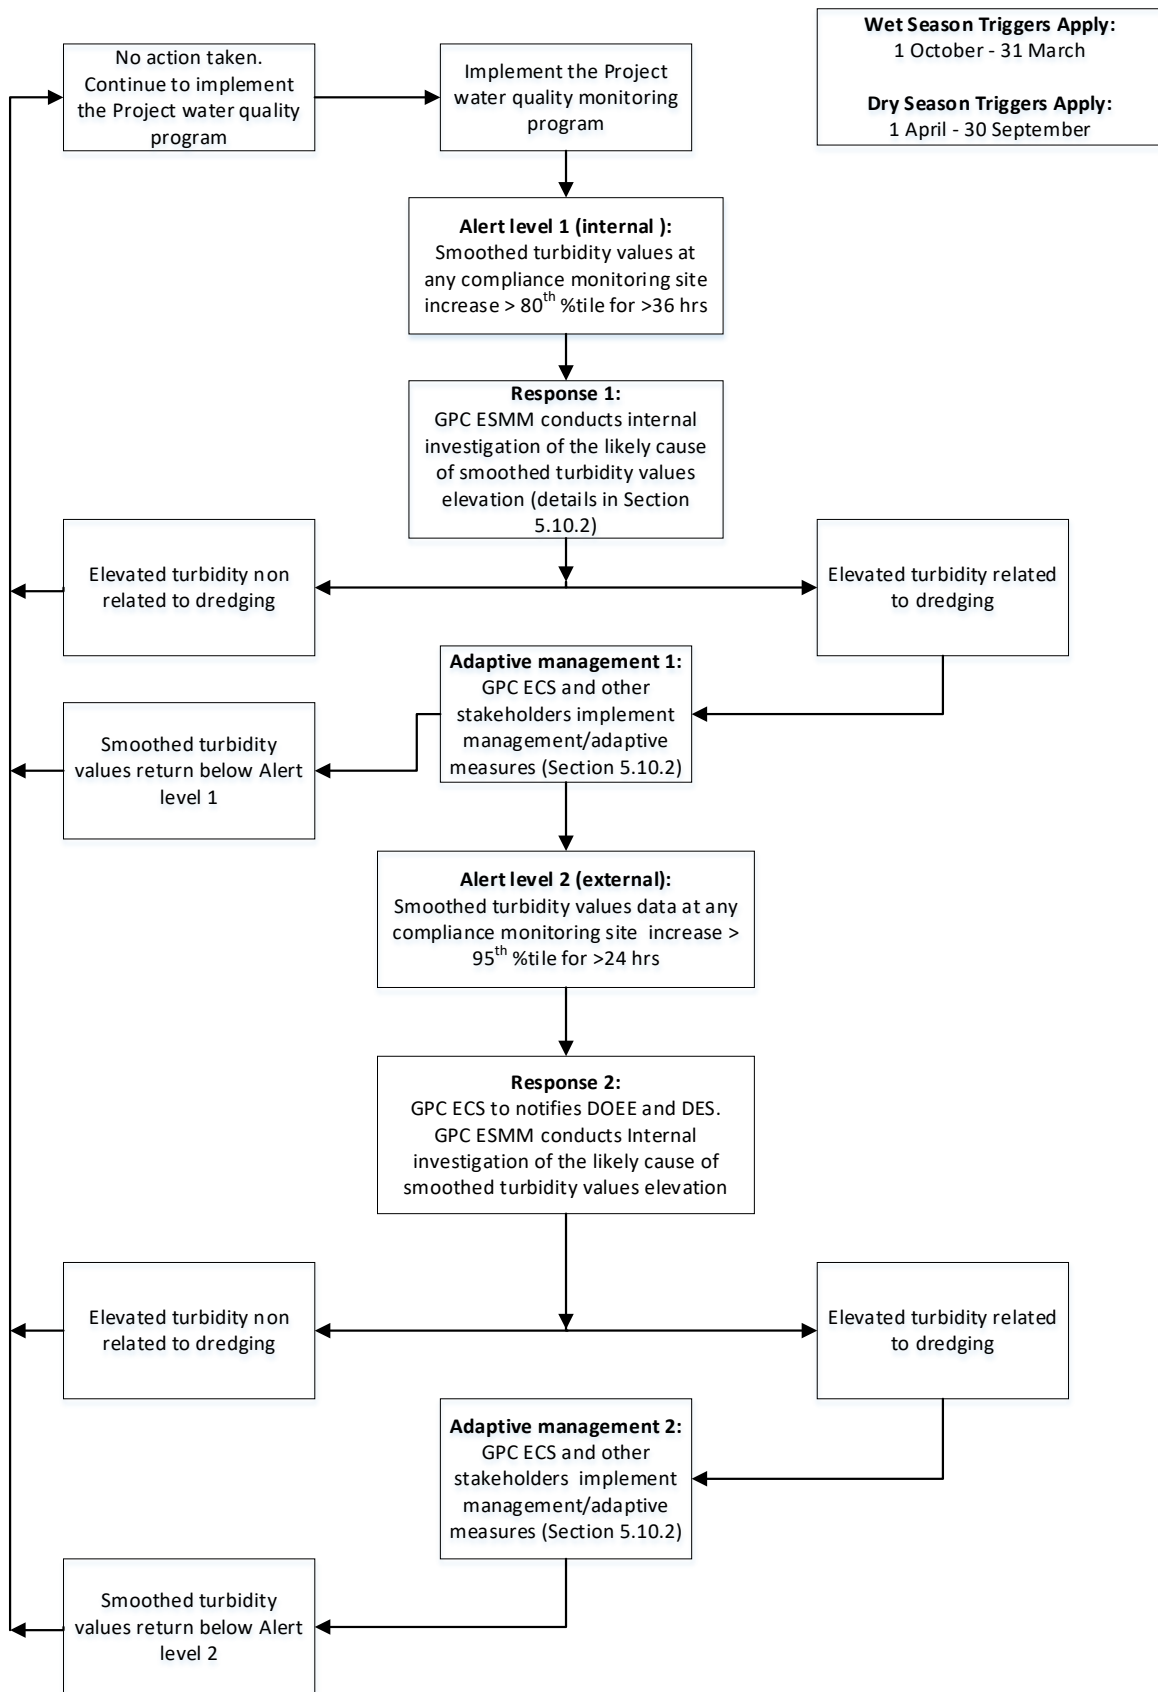 No action taken.
Continue to implement
the Project water quality
program
Implement the Project
water quality monitoring
program
Wet Season Triggers Apply:
1 October - 31 March
Dry Season Triggers Apply:
1 April - 30 September
Alert level 1 (internal ):
Smoothed turbidity values at
any compliance monitoring site
increase > 80th %tile for >36 hrs
Response 1:
GPC ESMM conducts internal
investigation of the likely cause
of smoothed turbidity values
elevation (details in Section
5.10.2)
Elevated turbidity non
related to dredging
Elevated turbidity related
to dredging
Adaptive management 1:
GPC ECS and other
stakeholders implement
management/adaptive
measures (Section 5.10.2)
Smoothed turbidity
values return below Alert
level 1
Alert level 2 (external):
Smoothed turbidity values data at any
compliance monitoring site increase >
95th %tile for >24 hrs
Response 2:
GPC ECS to notifies DOEE and DES.
GPC ESMM conducts Internal
investigation of the likely cause of
smoothed turbidity values elevation
Elevated turbidity non
related to dredging
Elevated turbidity related
to dredging
Adaptive management 2:
GPC ECS and other
stakeholders implement
management/adaptive
measures (Section 5.10.2)
Smoothed turbidity
values return below Alert
level 2